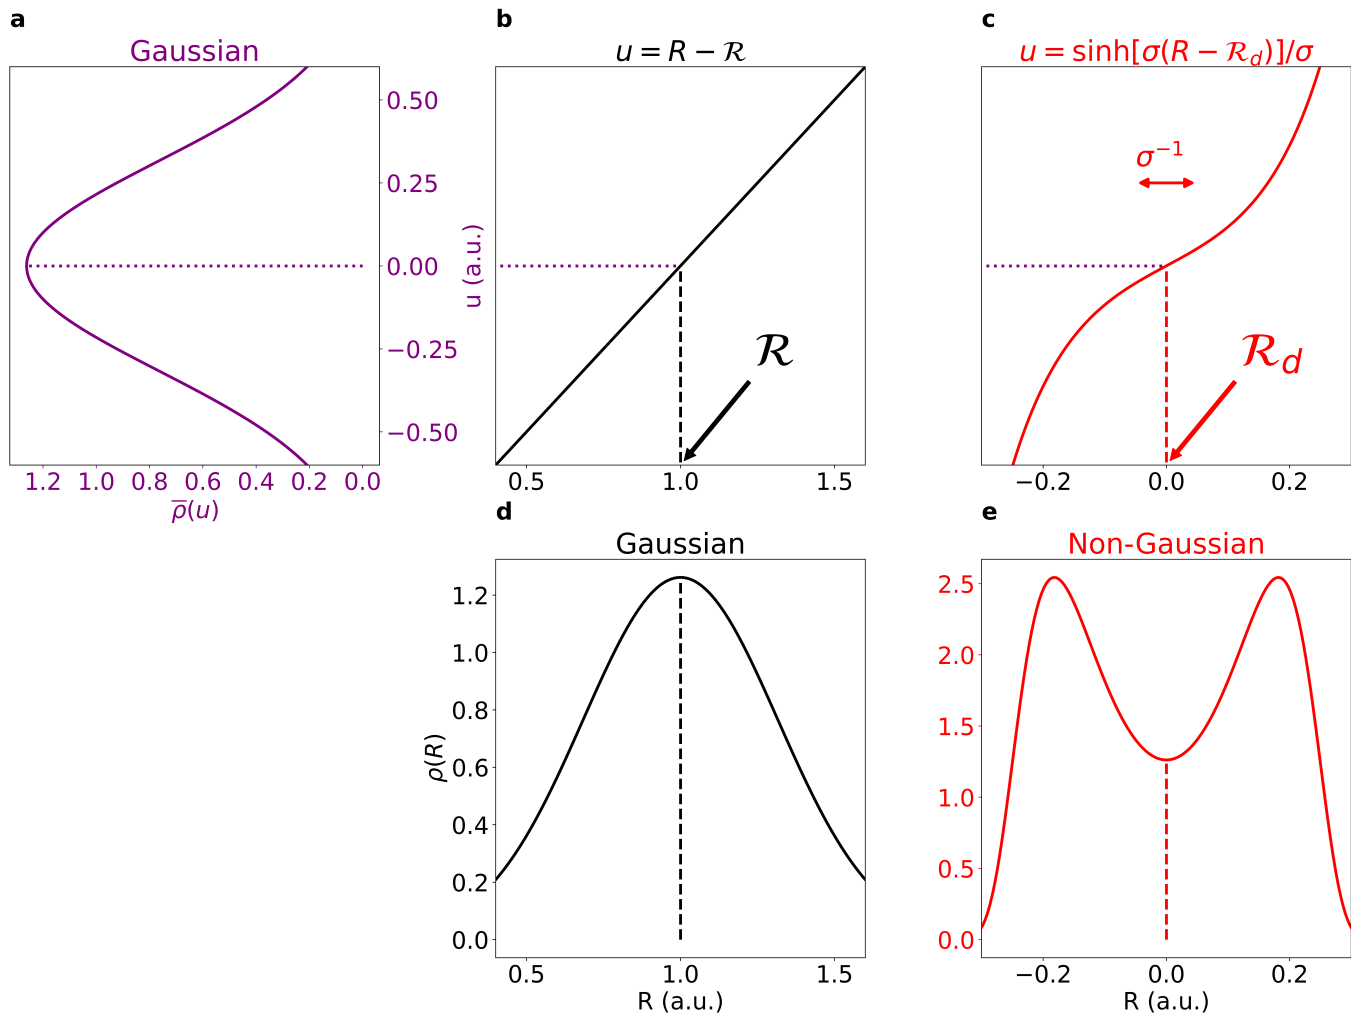 a
Gaussian
0.50
0.25
0.00
−0.25
−0.50
u (a.u.)
1.2 1.0 0.8 0.6 0.4 0.2 0.0
ρ̅(u)
b
u = R − ℛ
ℛ
0.5 1.0 1.5
c
u = sinh[σ(R − ℛ_d)]/σ
σ⁻¹
ℛ_d
−0.2 0.0 0.2
d
Gaussian
1.2
1.0
0.8
0.6
0.4
0.2
0.0
ρ(R)
0.5 1.0 1.5
R (a.u.)
e
Non-Gaussian
2.5
2.0
1.5
1.0
0.5
0.0
−0.2 0.0 0.2
R (a.u.)